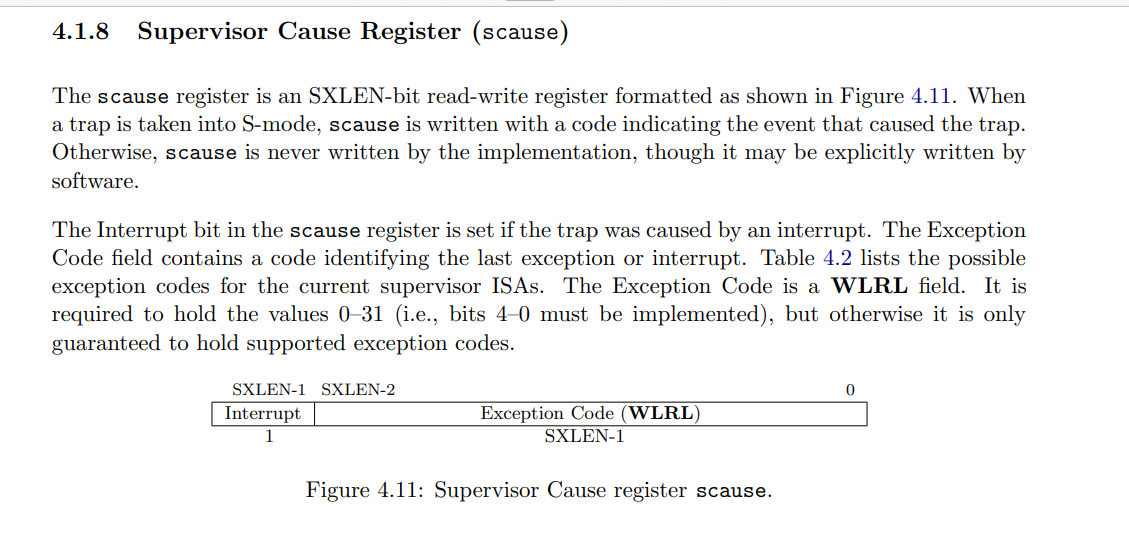 4.1.8 Supervisor Cause Register (scause)
The scause register is an SXLEN-bit read-write register formatted as shown in Figure 4.11. When
a trap is taken into S-mode, scause is written with a code indicating the event that caused the trap.
Otherwise, scause is never written by the implementation, though it may be explicitly written by
software.
The Interrupt bit in the scause register is set if the trap was caused by an interrupt. The Exception
Code field contains a code identifying the last exception or interrupt. Table 4.2 lists the possible
exception codes for the current supervisor ISAs. The Exception Code is a WLRL field. It is
required to hold the values 0–31 (i.e., bits 4–0 must be implemented), but otherwise it is only
guaranteed to hold supported exception codes.
SXLEN-1 SXLEN-2 0
Interrupt Exception Code (WLRL)
1 SXLEN-1
Figure 4.11: Supervisor Cause register scause.